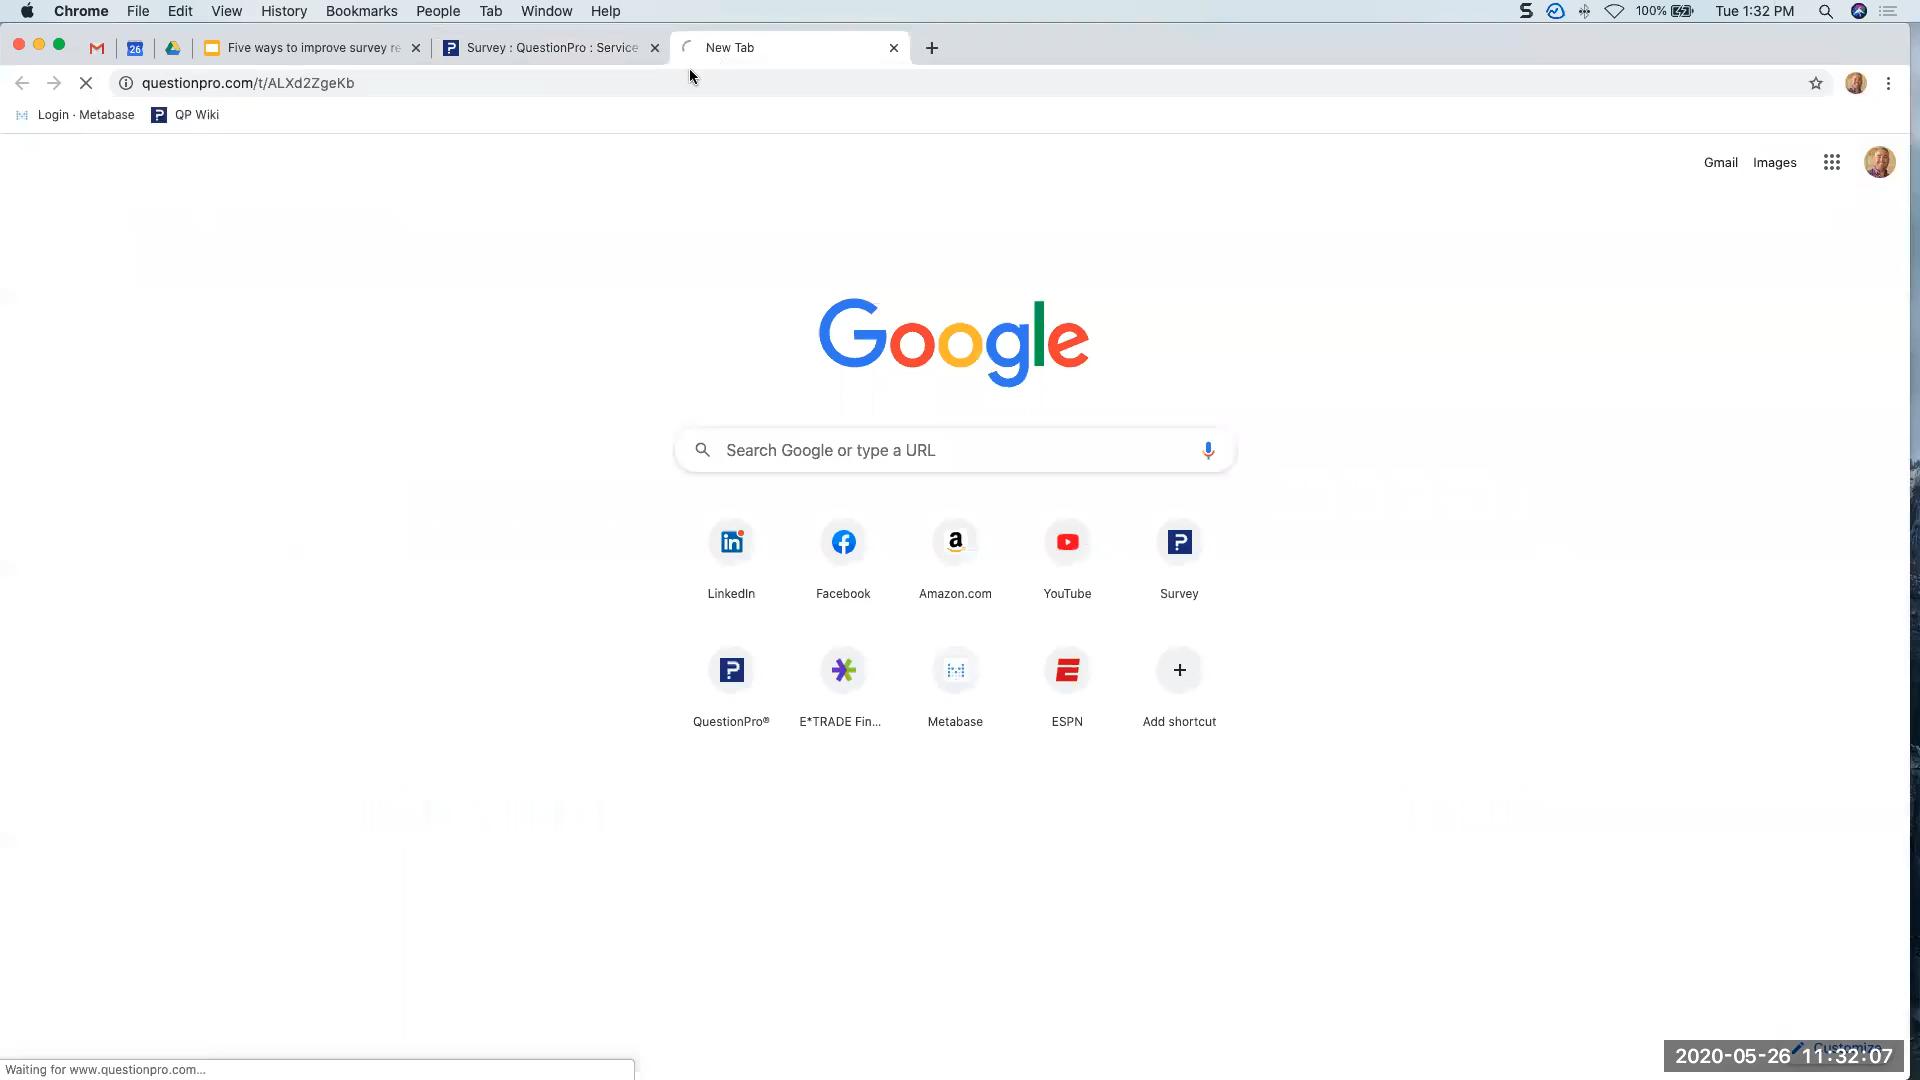 Chrome File Edit View History Bookmarks People Tab Window Help 100% Tue 1:32 PM
26 Five ways to improve survey re Survey : QuestionPro : Service New Tab
questionpro.com/t/ALXd2ZgeKb
Login · Metabase QP Wiki
Gmail Images
Google
Search Google or type a URL
LinkedIn Facebook Amazon.com YouTube Survey
QuestionPro® E*TRADE Fin... Metabase ESPN Add shortcut
Customize
2020-05-26 11:32:07
Waiting for www.questionpro.com...